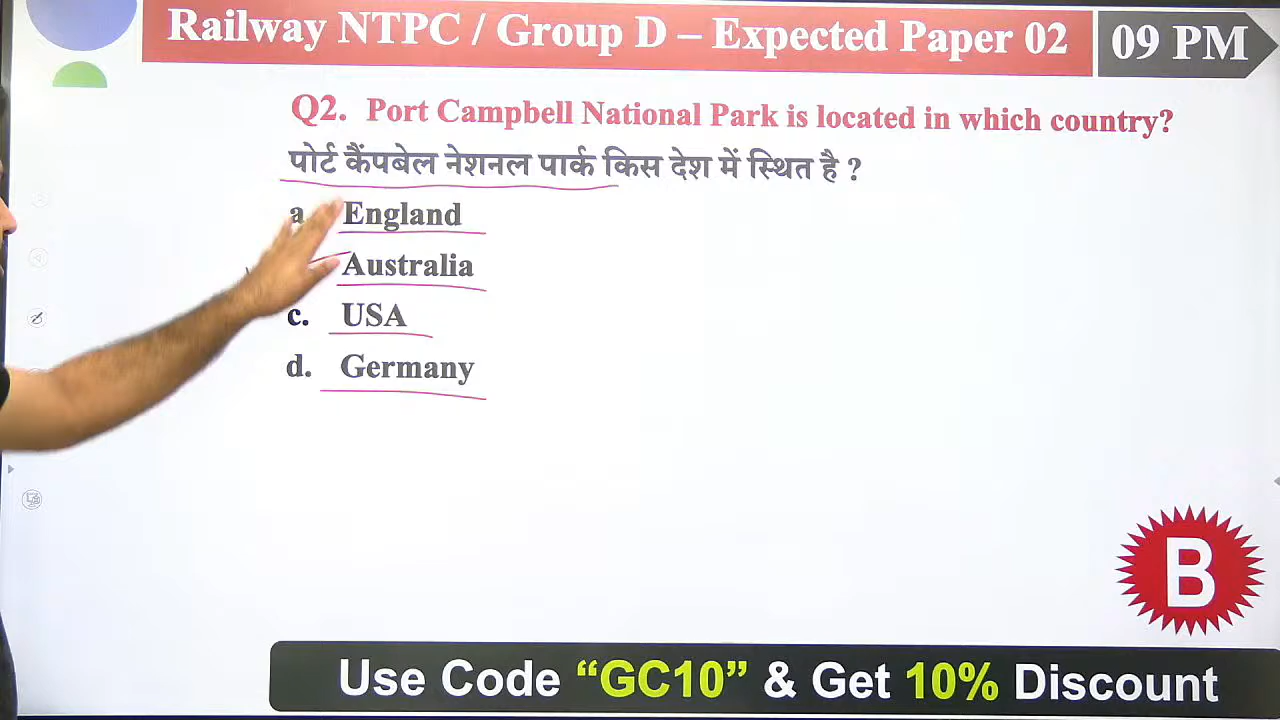 Railway NTPC / Group D – Expected Paper 02
09 PM
Q2. Port Campbell National Park is located in which country?
पोर्ट कैंपबेल नेशनल पार्क किस देश में स्थित है ?
a. England
Australia
c. USA
d. Germany
B
Use Code “GC10” & Get 10% Discount